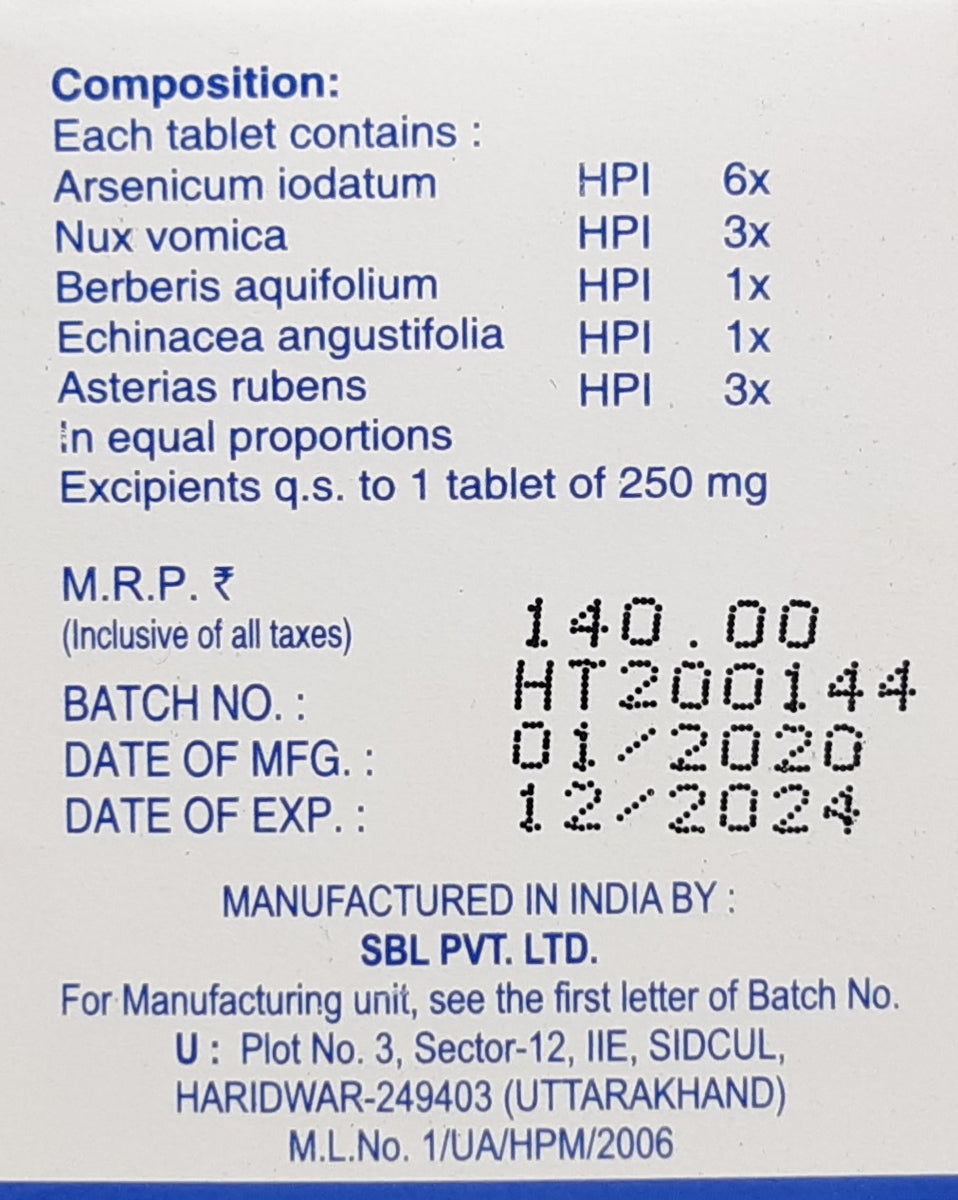 Composition:
Each tablet contains :
Arsenicum iodatum HPI 6x
Nux vomica HPI 3x
Berberis aquifolium HPI 1x
Echinacea angustifolia HPI 1x
Asterias rubens HPI 3x
In equal proportions
Excipients q.s. to 1 tablet of 250 mg
M.R.P. ₹ 140.00
(Inclusive of all taxes)
BATCH NO. : HT200144
DATE OF MFG. : 01/2020
DATE OF EXP. : 12/2024
MANUFACTURED IN INDIA BY :
SBL PVT. LTD.
For Manufacturing unit, see the first letter of Batch No.
U : Plot No. 3, Sector-12, IIE, SIDCUL,
HARIDWAR-249403 (UTTARAKHAND)
M.L.No. 1/UA/HPM/2006